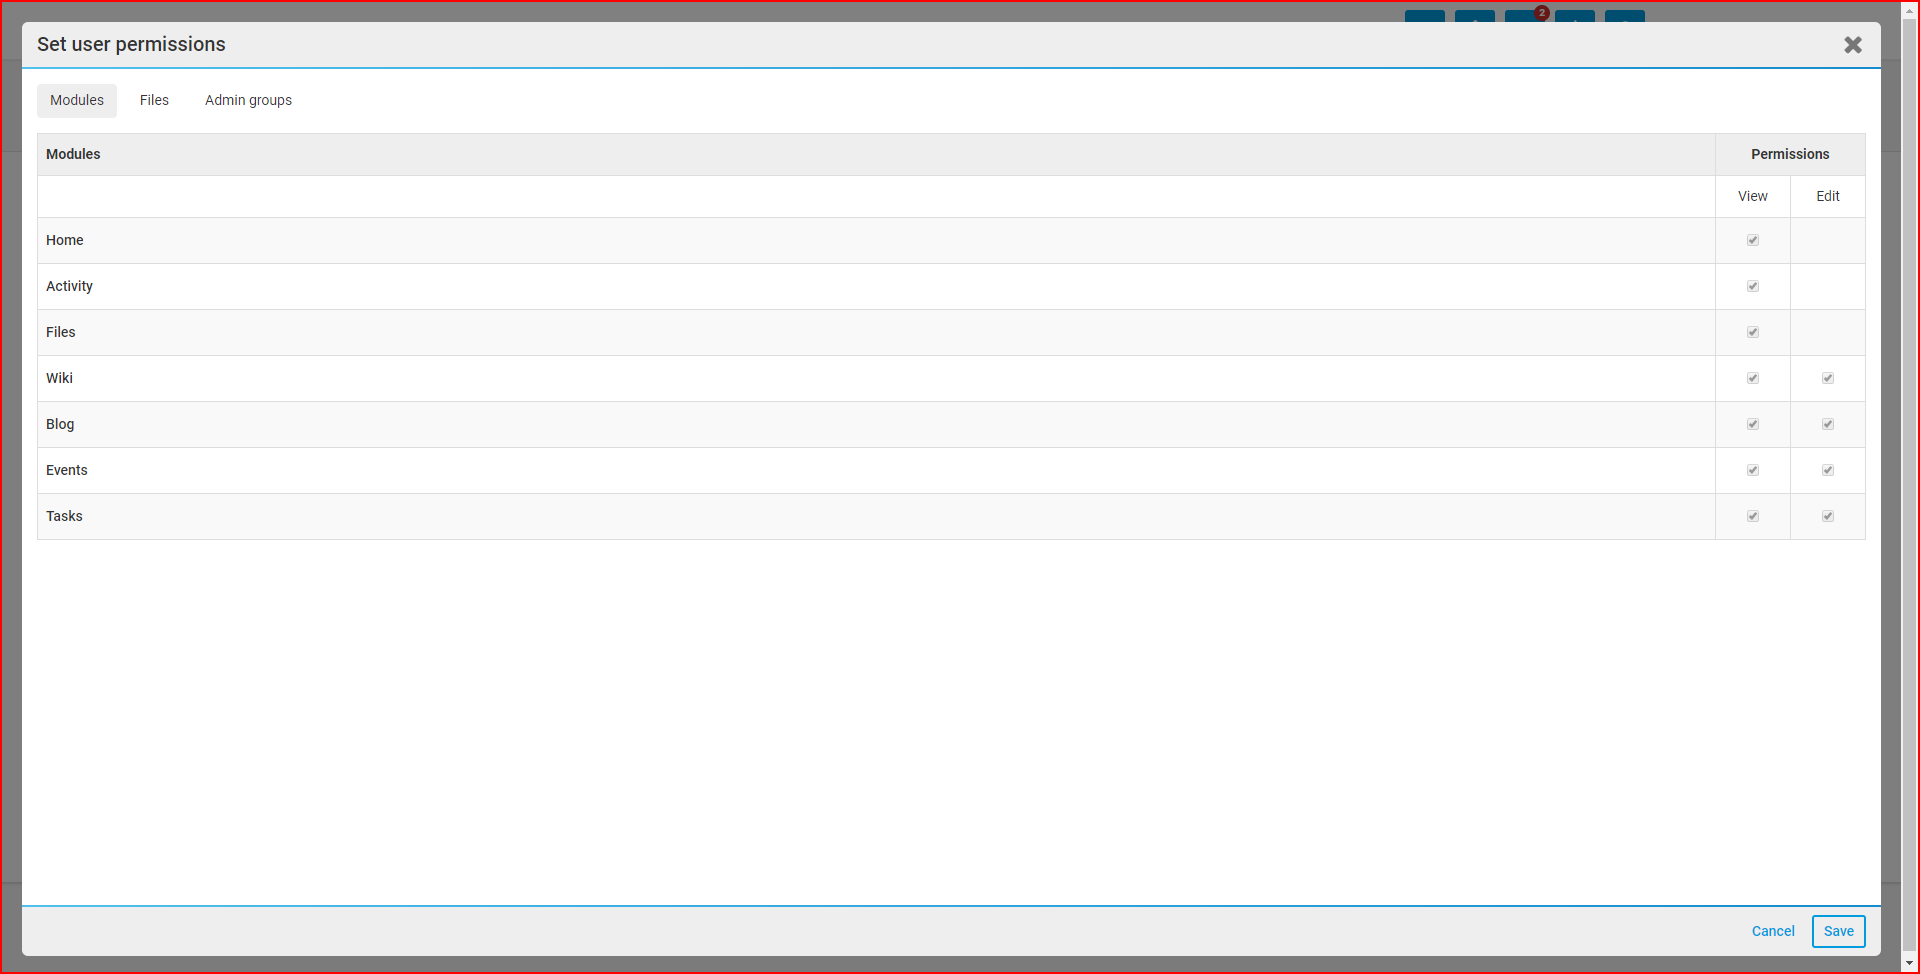 2
Set user permissions
Modules Files Admin groups
Modules Permissions
View Edit
Home
Activity
Files
Wiki
Blog
Events
Tasks
Cancel Save